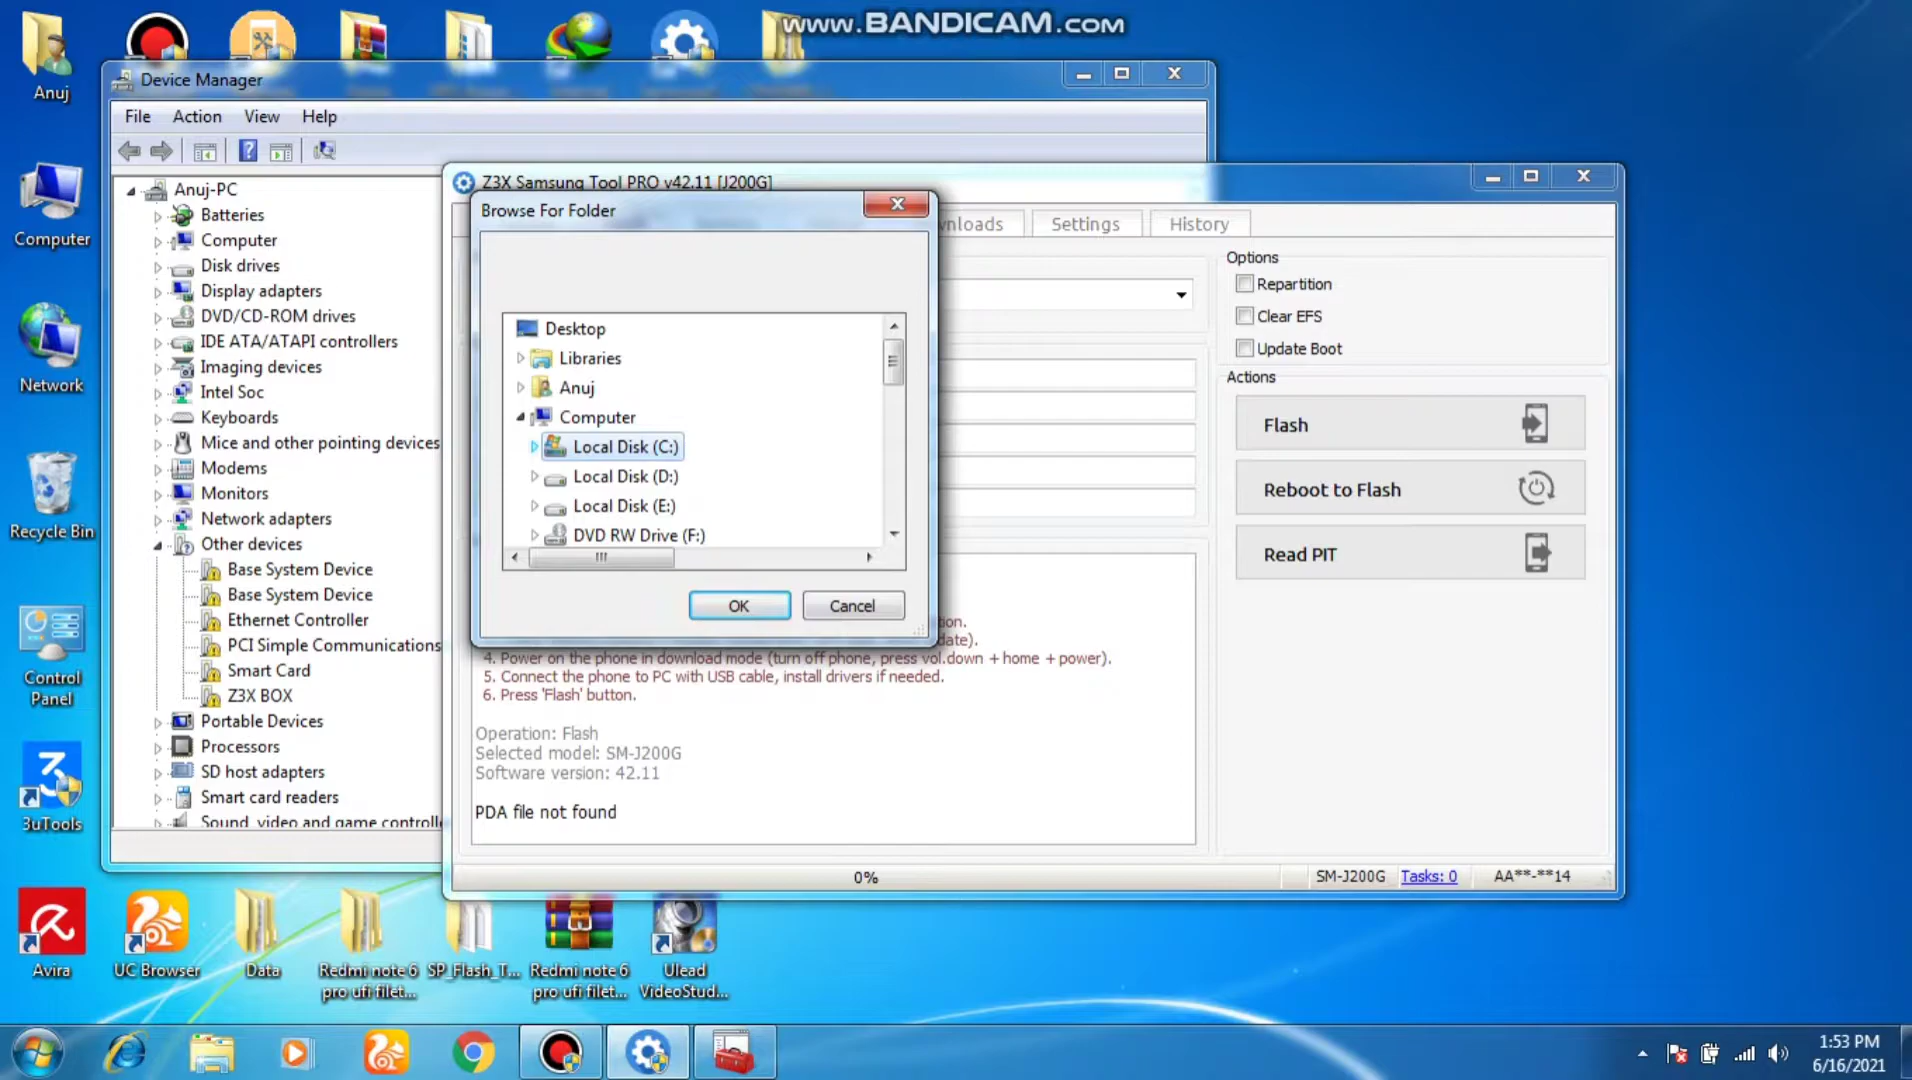 www.BANDICAM.com
Anuj
Computer
Network
Recycle Bin
Control
Panel
3uTools
Avira
Device Manager
File
Action
View
Help
Anuj-PC
Batteries
Computer
Disk drives
Display adapters
DVD/CD-ROM drives
IDE ATA/ATAPI controllers
Imaging devices
Intel Soc
Keyboards
Mice and other pointing devices
Modems
Monitors
Network adapters
Other devices
Base System Device
Base System Device
Ethernet Controller
PCI Simple Communications
Smart Card
Z3X BOX
Portable Devices
Processors
SD host adapters
Smart card readers
Sound, video and game controlle
Z3X Samsung Tool PRO v42.11 [J200G]
nloads
Settings
History
Browse For Folder
Desktop
Libraries
Anuj
Computer
Local Disk (C:)
Local Disk (D:)
Local Disk (E:)
DVD RW Drive (F:)
OK
Cancel
Options
Repartition
Clear EFS
Update Boot
Actions
Flash
Reboot to Flash
Read PIT
tion.
date).
4. Power on the phone in download mode (turn off phone, press vol.down + home + power).
5. Connect the phone to PC with USB cable, install drivers if needed.
6. Press 'Flash' button.
Operation: Flash
Selected model: SM-J200G
Software version: 42.11
PDA file not found
0%
SM-J200G
Tasks: 0
AA**-**14
UC Browser
Data
Redmi note 6
pro ufi filet...
SP_Flash_T...
Redmi note 6
pro ufi filet...
Ulead
VideoStud...
1:53 PM
6/16/2021